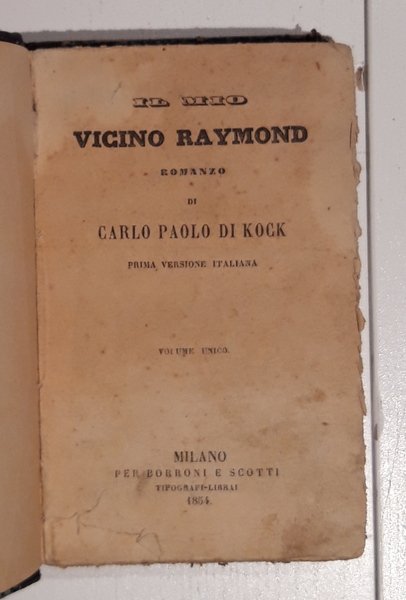 IL MIO
VICINO RAYMOND
ROMANZO
DI
CARLO PAOLO DI KOCK
PRIMA VERSIONE ITALIANA
VOLUME UNICO.
MILANO
PER BORRONI E SCOTTI
TIPOGRAFI-LIBRAI
1854.